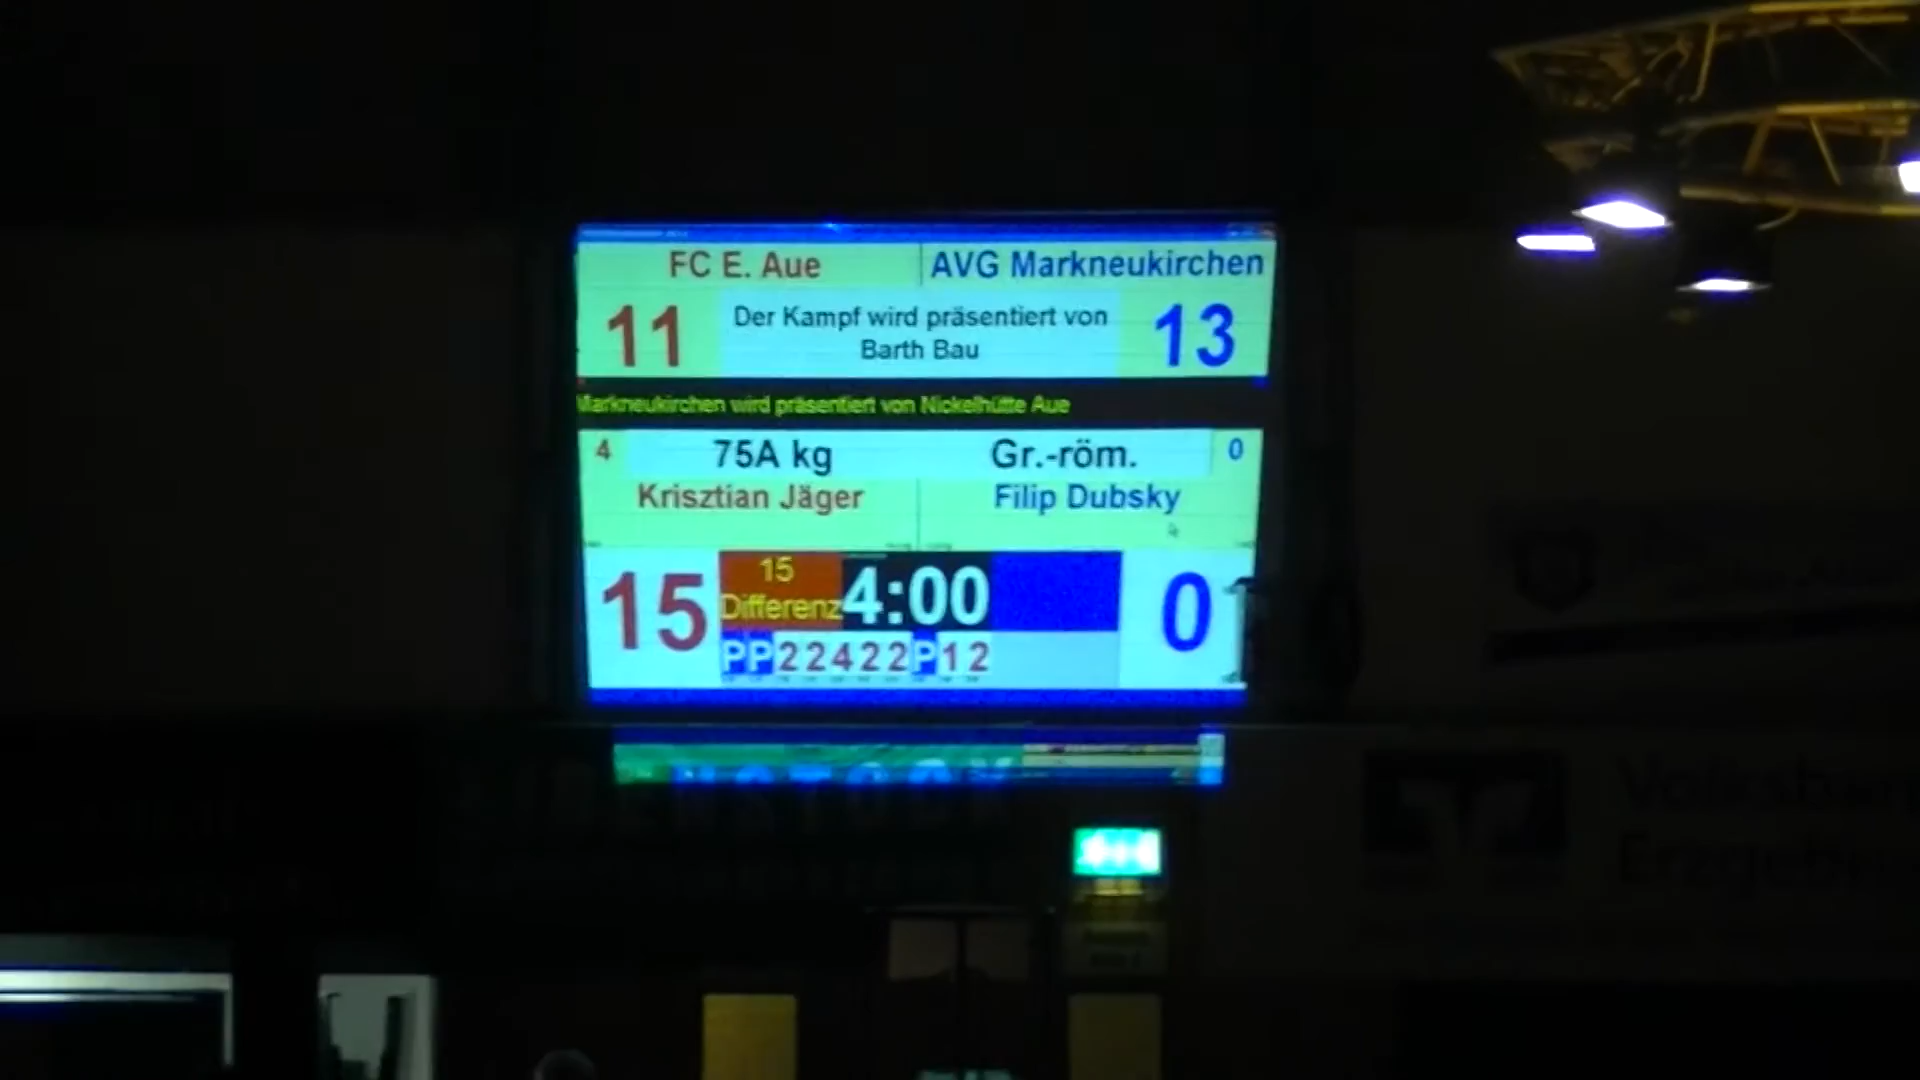 FC E. Aue
AVG Markneukirchen
11
Der Kampf wird präsentiert von
Barth Bau
13
Markneukirchen wird präsentiert von Nickelhütte Aue
4
75A kg
Gr.-röm.
0
Krisztian Jäger
Filip Dubsky
15
15
Differenz
4:00
0
PP22422P12